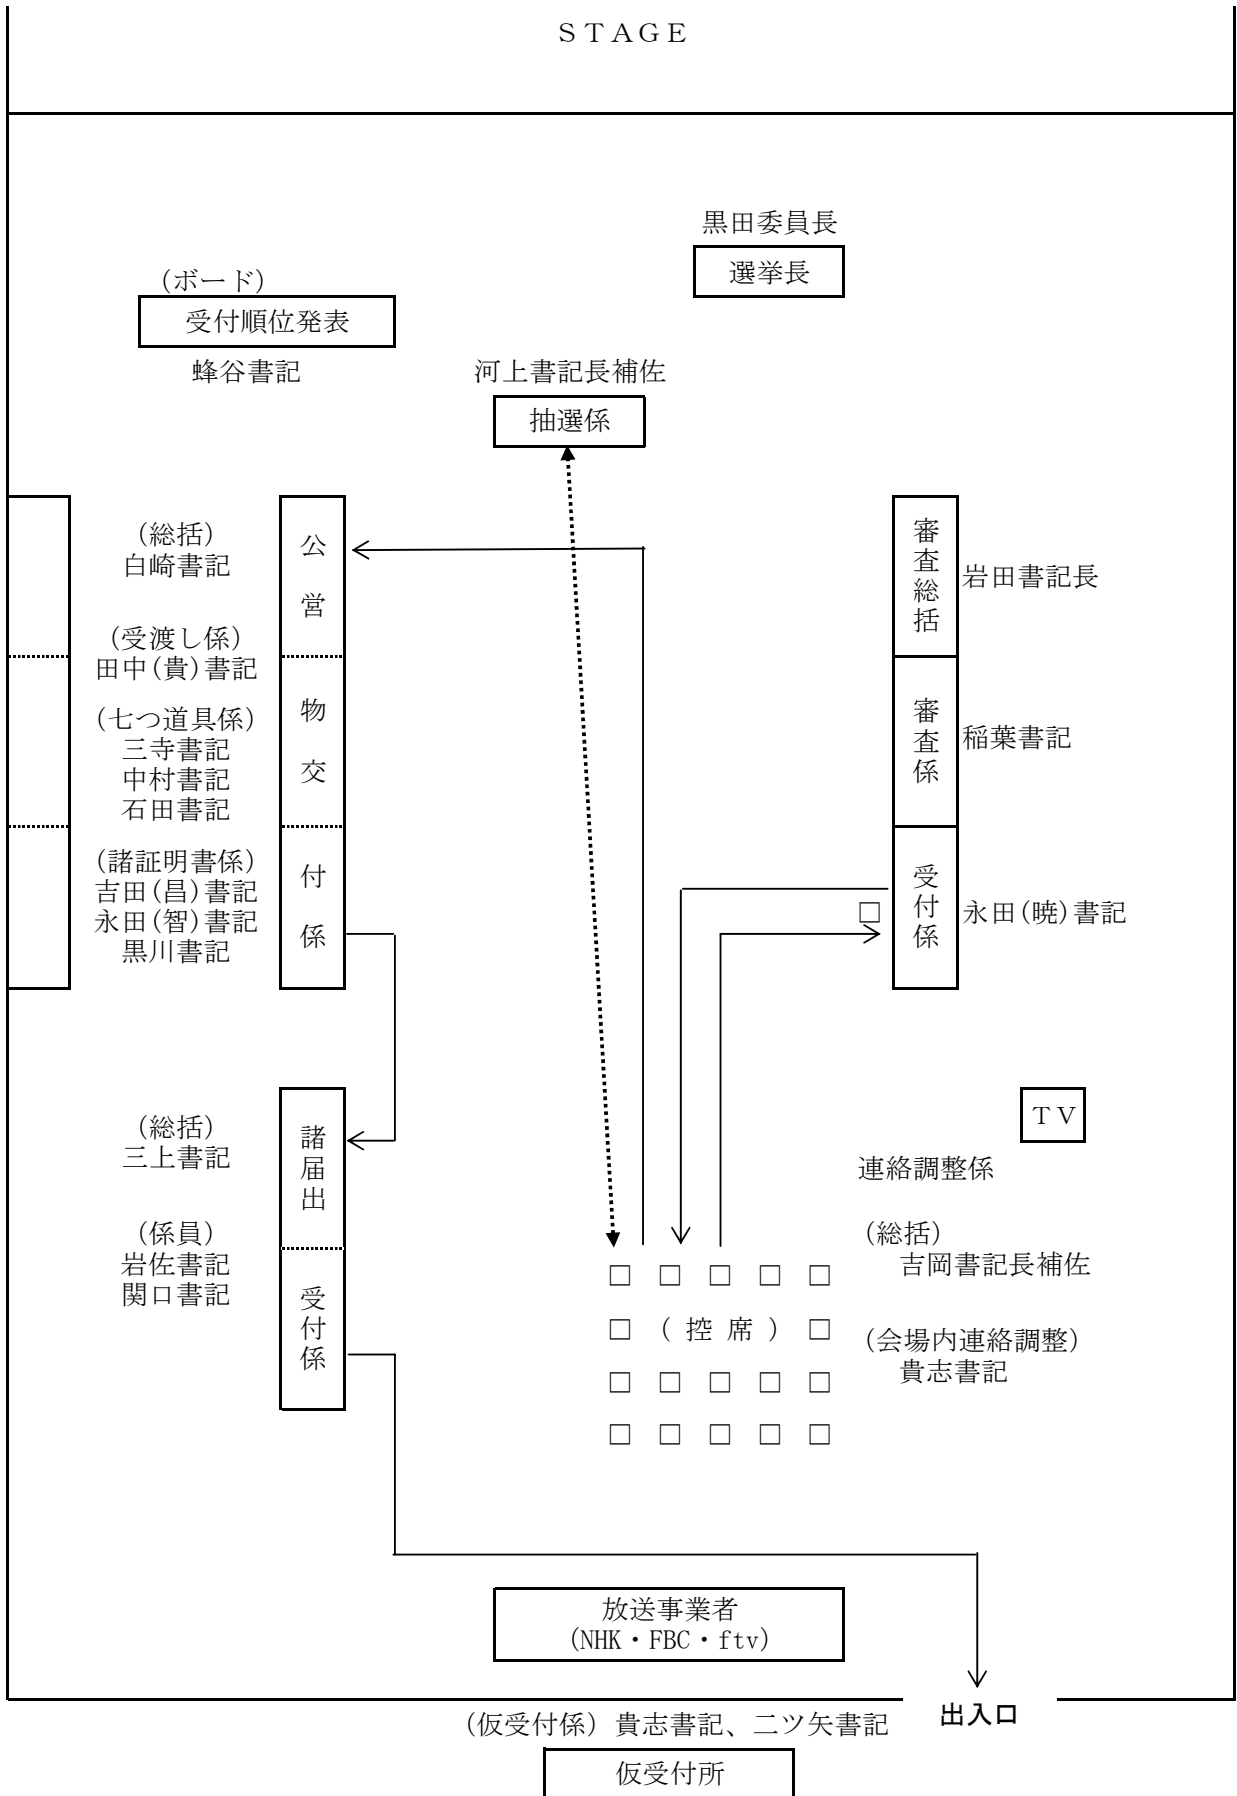 ＳＴＡＧＥ
黒田委員長
選挙長
(ボード)
受付順位発表
蜂谷書記
河上書記長補佐
抽選係
(総括)
白崎書記
(受渡し係)
田中(貴)書記
(七つ道具係)
三寺書記
中村書記
石田書記
(諸証明書係)
吉田(昌)書記
永田(智)書記
黒川書記
公営物交付係
審査総括
岩田書記長
審査係
稲葉書記
受付係
□
永田(暁)書記
(総括)
三上書記
(係員)
岩佐書記
関口書記
諸届出
受付係
ＴＶ
連絡調整係
(総括)
吉岡書記長補佐
(会場内連絡調整)
貴志書記
□ □ □ □ □
□ (控席) □
□ □ □ □ □
□ □ □ □ □
放送事業者
(NHK・FBC・ftv)
出入口
(仮受付係) 貴志書記、二ツ矢書記
仮受付所